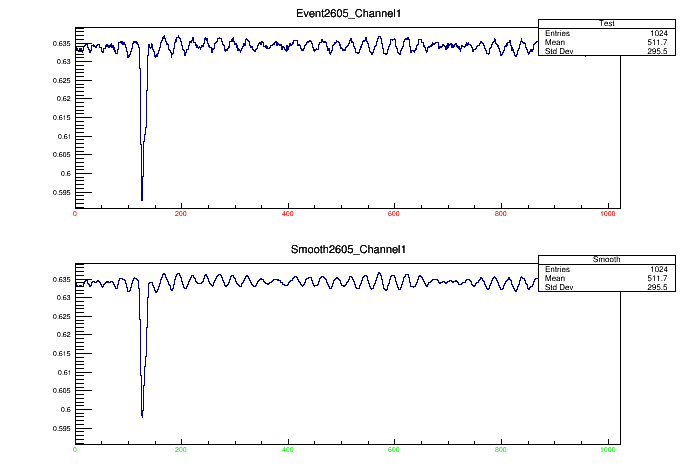 Event2605_Channel1
Test
Entries 1024
Mean 511.7
Std Dev 295.5
0.635
0.63
0.625
0.62
0.615
0.61
0.605
0.6
0.595
0 200 400 600 800 1000
Smooth2605_Channel1
Smooth
Entries 1024
Mean 511.7
Std Dev 295.5
0.635
0.63
0.625
0.62
0.615
0.61
0.605
0.6
0.595
0 200 400 600 800 1000